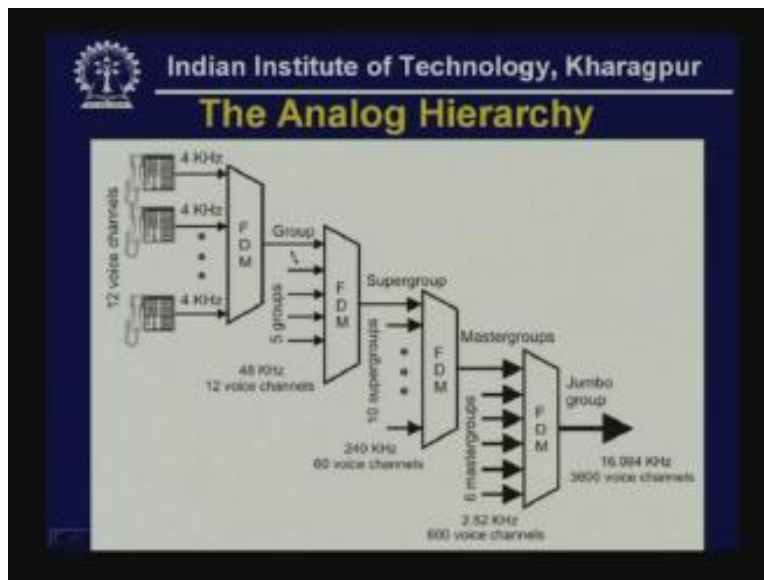 Indian Institute of Technology, Kharagpur
The Analog Hierarchy
12 voice channels
4 KHz
4 KHz
4 KHz
F
D
M
Group
5 groups
48 KHz
12 voice channels
F
D
M
Supergroup
10 supergroups
240 KHz
60 voice channels
F
D
M
Mastergroups
6 mastergroups
2.52 KHz
600 voice channels
F
D
M
Jumbo
group
16.984 KHz
3600 voice channels